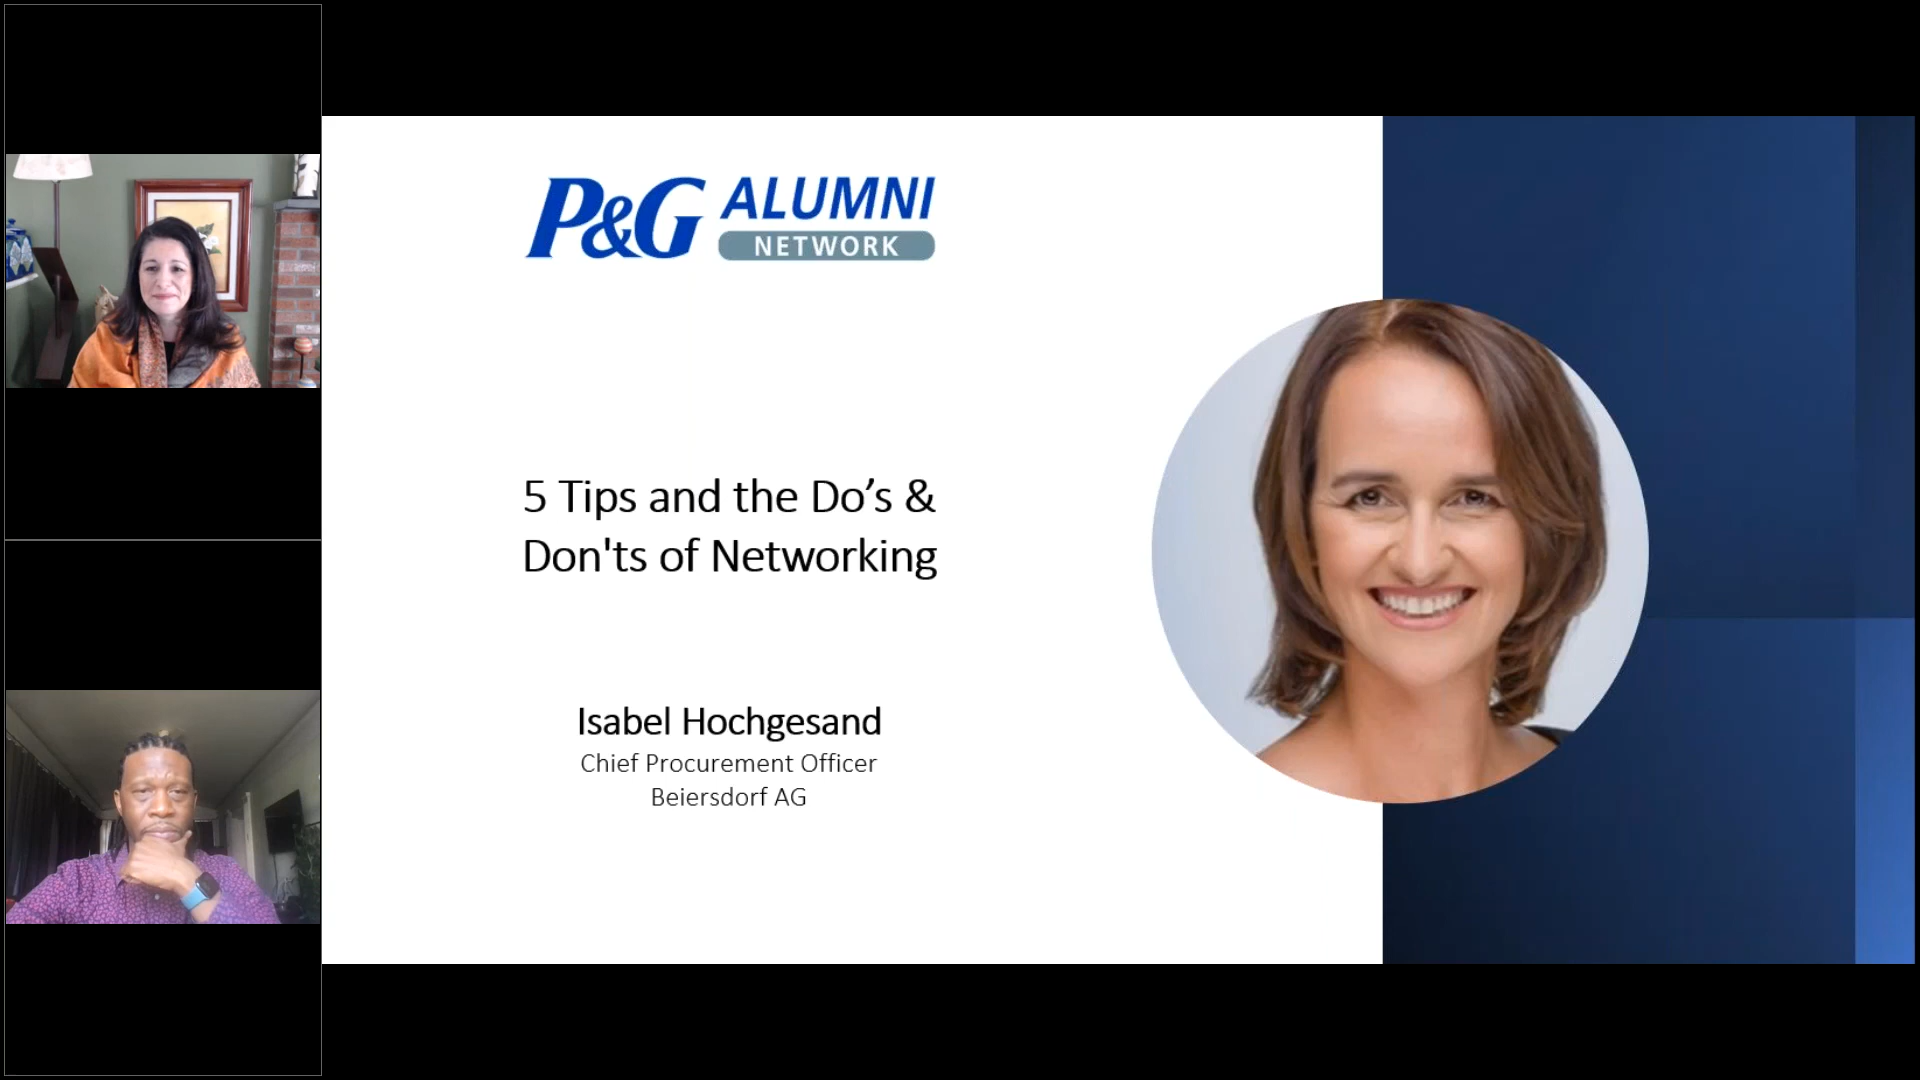 P&G ALUMNI
NETWORK
5 Tips and the Do’s &
Don'ts of Networking
Isabel Hochgesand
Chief Procurement Officer
Beiersdorf AG